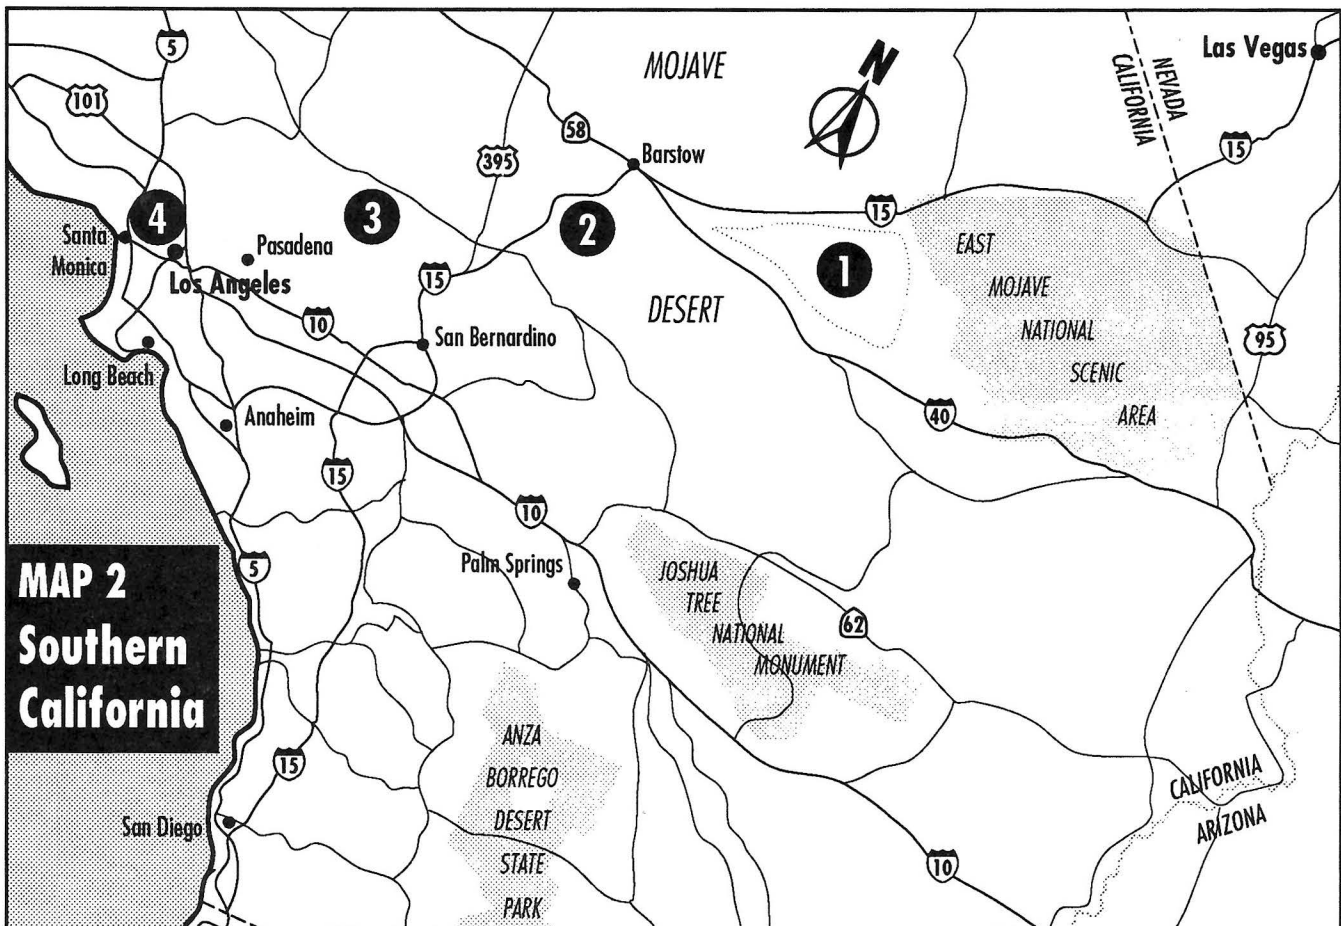 5
Las Vegas
MOJAVE
N
NEVADA
CALIFORNIA
101
58
395
Barstow
15
4
3
2
15
Santa
Monica
Pasadena
EAST
1
Los Angeles
15
MOJAVE
10
DESERT
NATIONAL
San Bernardino
95
Long Beach
SCENIC
40
AREA
Anaheim
15
10
MAP 2
Southern
California
5
Palm Springs
JOSHUA
TREE
NATIONAL
MONUMENT
62
ANZA
BORREGO
DESERT
STATE
PARK
15
CALIFORNIA
ARIZONA
San Diego
10